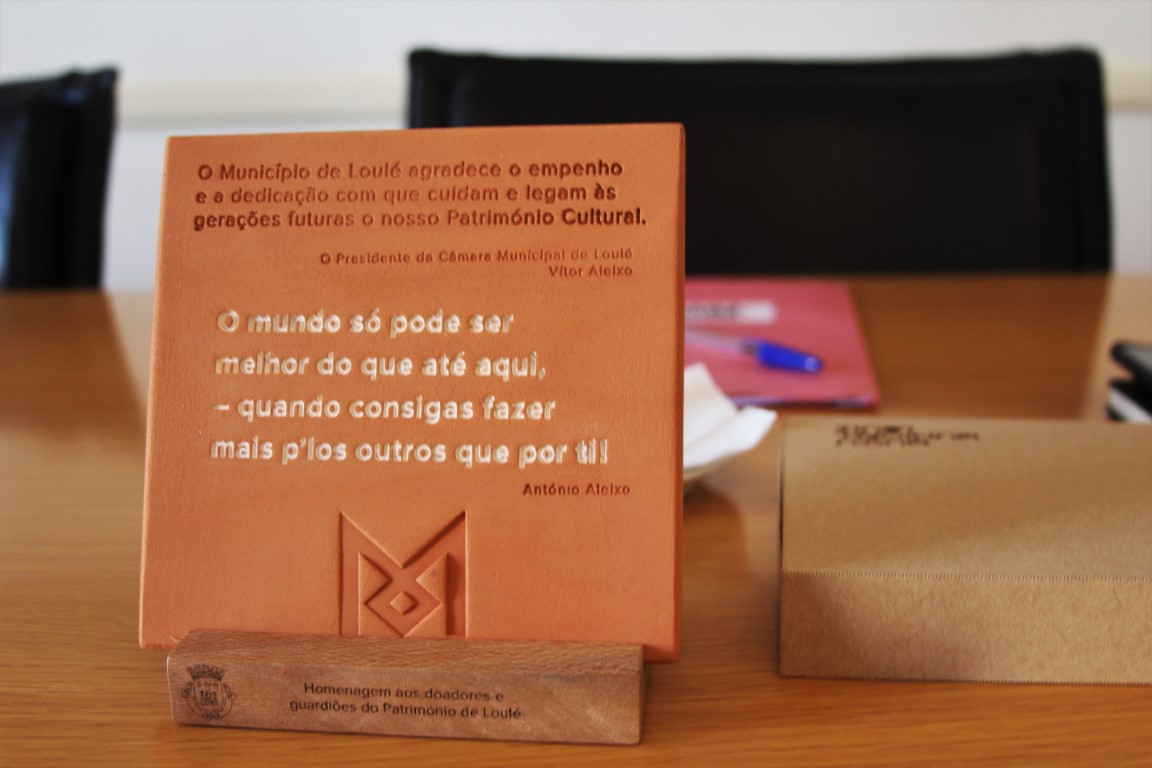 O Município de Loulé agradece o empenho
e a dedicação com que cuidam e legam às
gerações futuras o nosso Património Cultural.
O Presidente da Câmara Municipal de Loulé
Vítor Aleixo
O mundo só pode ser
melhor do que até aqui,
– quando consigas fazer
mais p'los outros que por ti!
António Aleixo
Homenagem aos doadores e
guardiões do Património de Loulé